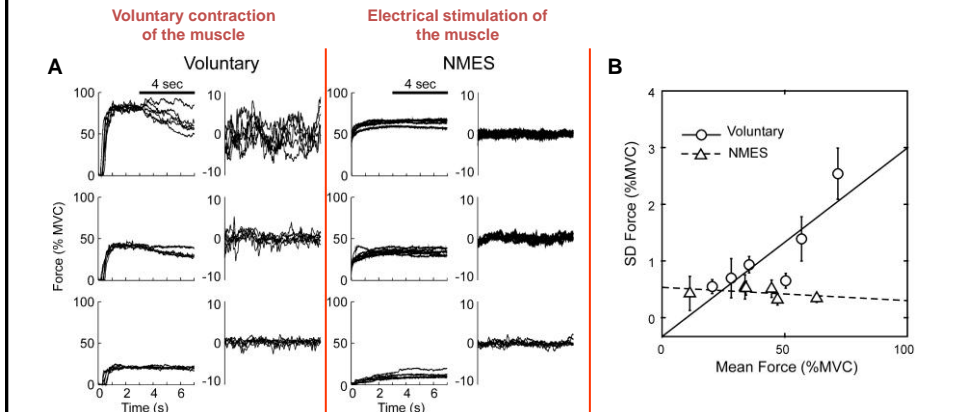 Voluntary contraction
of the muscle
Electrical stimulation of
the muscle
A
Voluntary
NMES
B
4 sec
4 sec
100
50
0
10
0
-10
100
50
0
10
0
-10
100
50
0
10
0
-10
100
50
0
10
0
-10
100
50
0
10
0
-10
100
50
0
10
0
-10
Force (% MVC)
0 2 4 6
Time (s)
0 2 4 6
Time (s)
4
3
2
1
0
SD Force (%MVC)
Voluntary
NMES
0 50 100
Mean Force (%MVC)